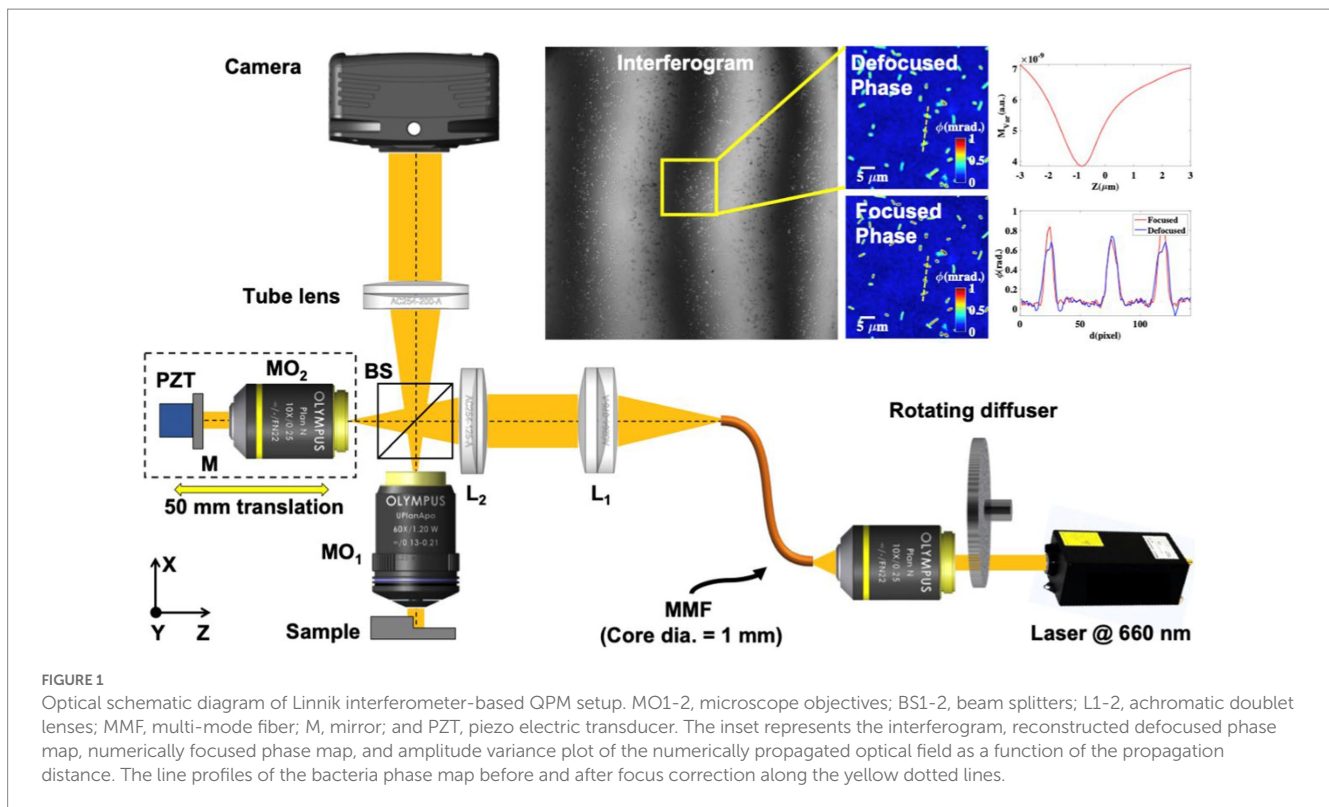 Camera
Interferogram
Defocused
Phase
ϕ(mrad.)
1
0.5
0
5 μm
× 10⁻⁹
7
6
5
4
M_Var(a.u.)
-3 -2 -1 0 1 2 3
Z(μm)
Focused
Phase
ϕ(mrad.)
1
0.5
0
5 μm
1
0.8
0.6
0.4
0.2
0
ϕ(rad.)
Focused
Defocused
0 50 100
d(pixel)
Tube lens
AC254-200-A
PZT
MO₂
BS
M
OLYMPUS
Plan N
10X/0.25
∞/-/FN22
50 mm translation
L₂
L₁
Rotating diffuser
MO₁
OLYMPUS
UPlanApo
60X/1.20 W
∞/0.13-0.21
OLYMPUS
Plan N
10X/0.25
∞/-/FN22
X
Y Z
Sample
MMF
(Core dia. = 1 mm)
Laser @ 660 nm
FIGURE 1
Optical schematic diagram of Linnik interferometer-based QPM setup. MO1-2, microscope objectives; BS1-2, beam splitters; L1-2, achromatic doublet
lenses; MMF, multi-mode fiber; M, mirror; and PZT, piezo electric transducer. The inset represents the interferogram, reconstructed defocused phase
map, numerically focused phase map, and amplitude variance plot of the numerically propagated optical field as a function of the propagation
distance. The line profiles of the bacteria phase map before and after focus correction along the yellow dotted lines.